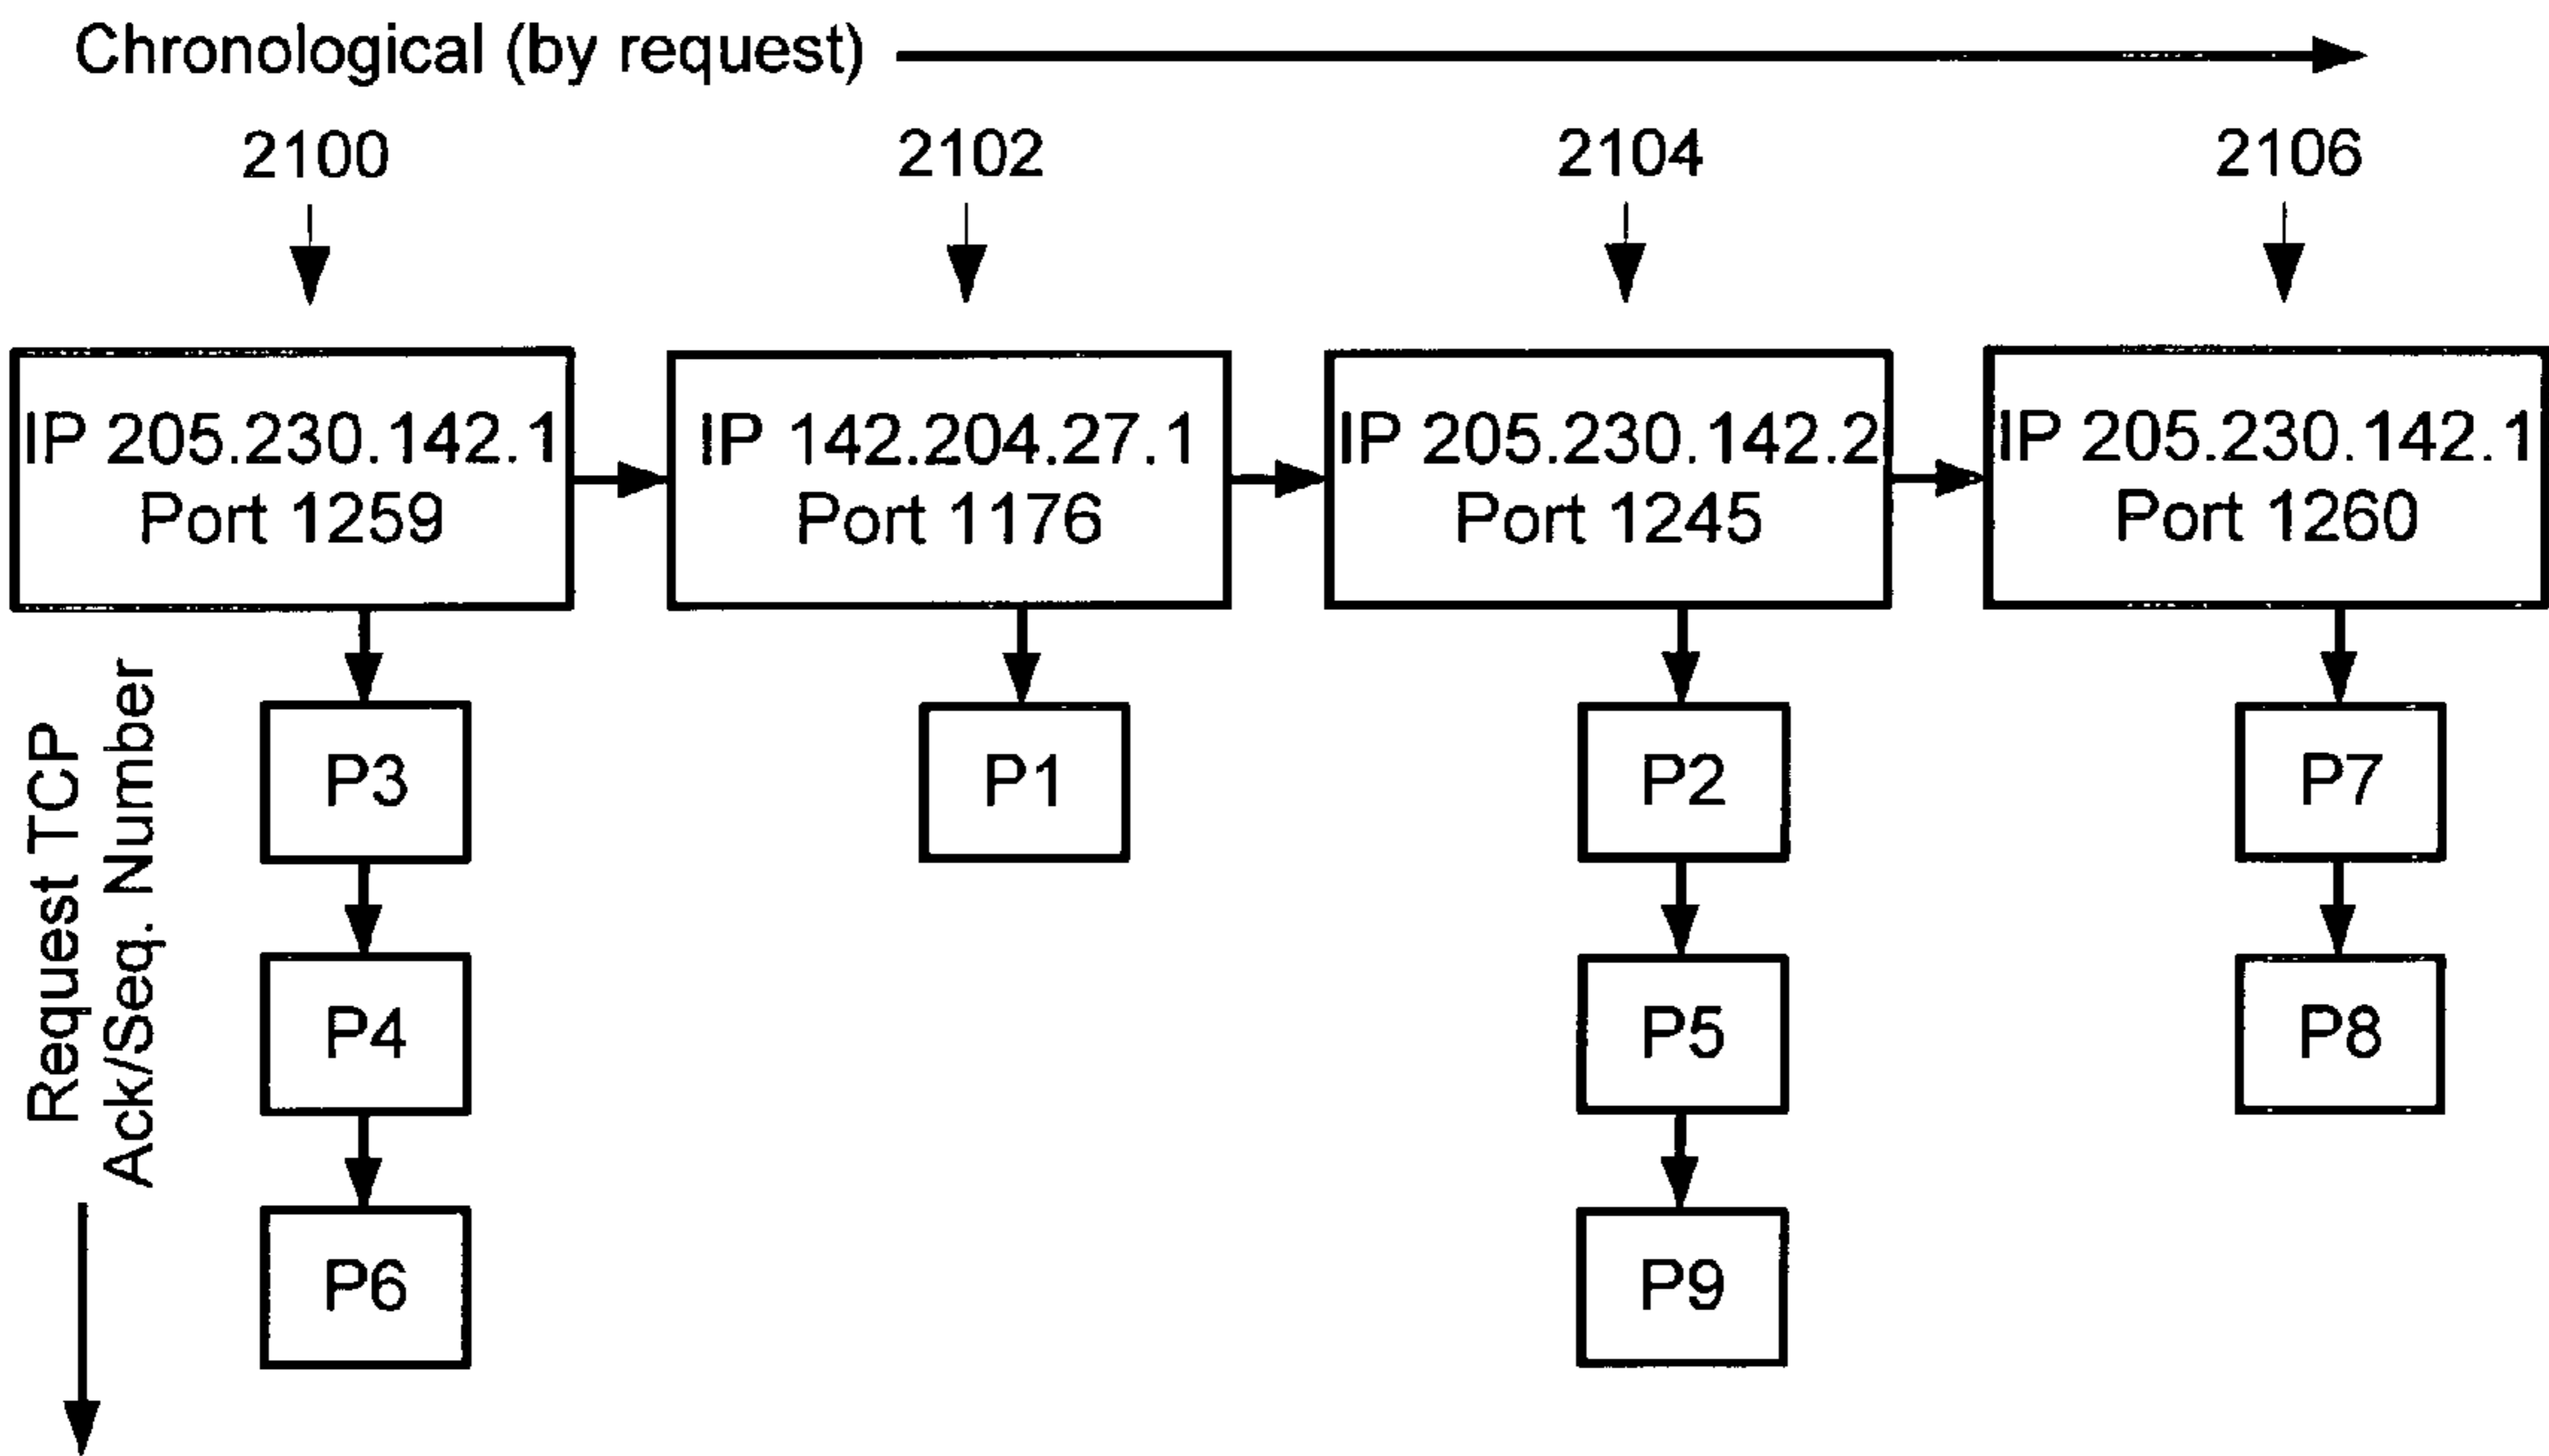 Chronological (by request)
2100
2102
2104
2106
IP 205.230.142.1
Port 1259
IP 142.204.27.1
Port 1176
IP 205.230.142.2
Port 1245
IP 205.230.142.1
Port 1260
Request TCP
Ack/Seq. Number
P3
P1
P2
P7
P4
P5
P8
P6
P9